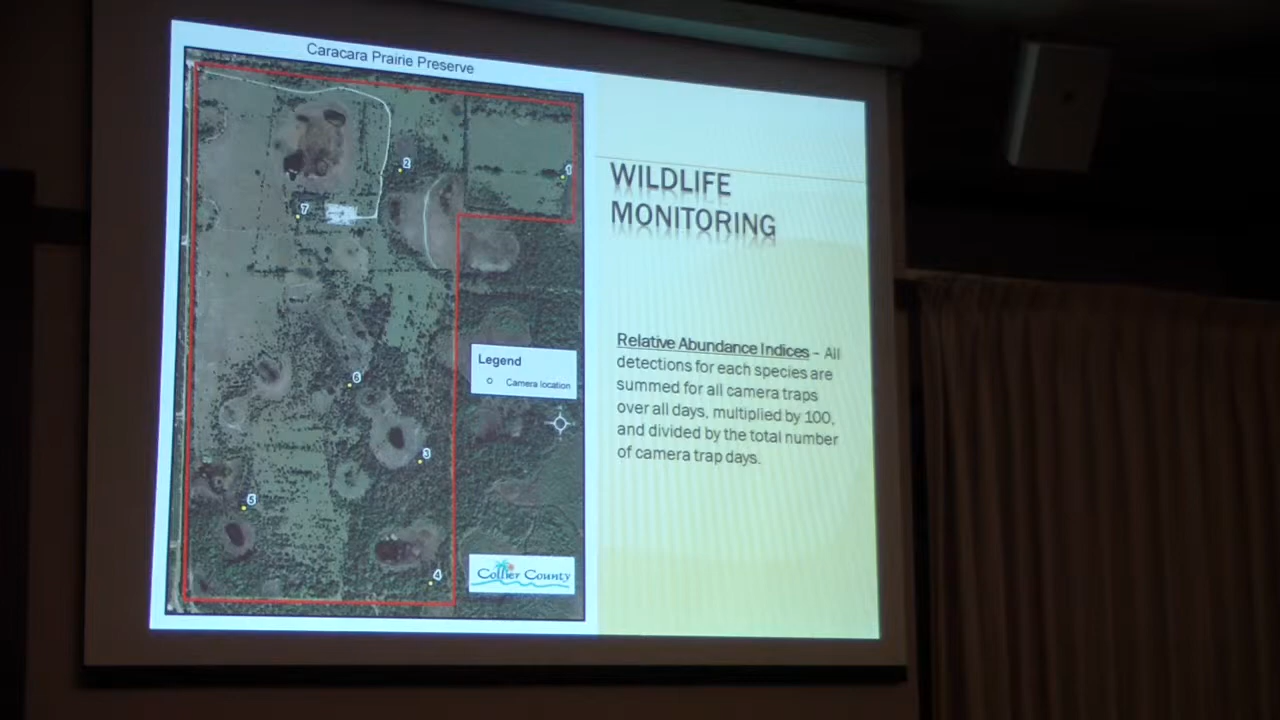 Caracara Prairie Preserve
2
1
7
6
3
5
4
Legend
Camera location
Collier County
WILDLIFE
MONITORING
Relative Abundance Indices – All
detections for each species are
summed for all camera traps
over all days, multiplied by 100,
and divided by the total number
of camera trap days.